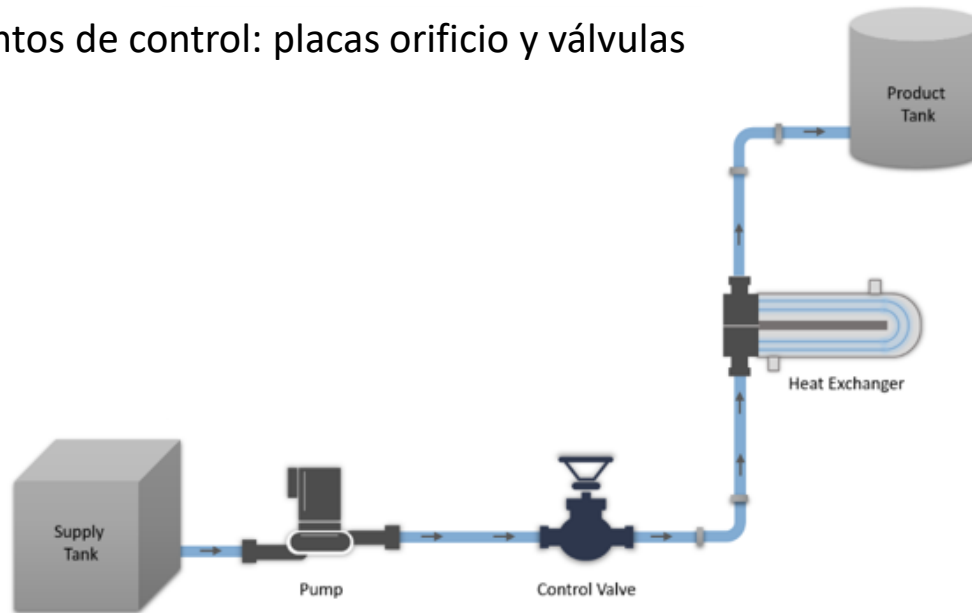 ntos de control: placas orificio y válvulas
Product
Tank
Heat Exchanger
Supply
Tank
Pump
Control Valve